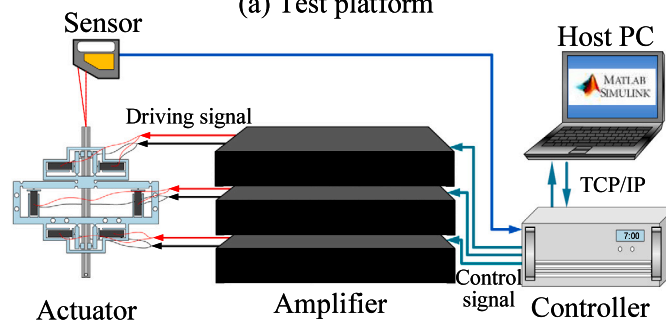 (a) Test platform
Sensor
Host PC
MATLAB
SIMULINK
Driving signal
TCP/IP
7:00
Control
signal
Actuator
Amplifier
Controller